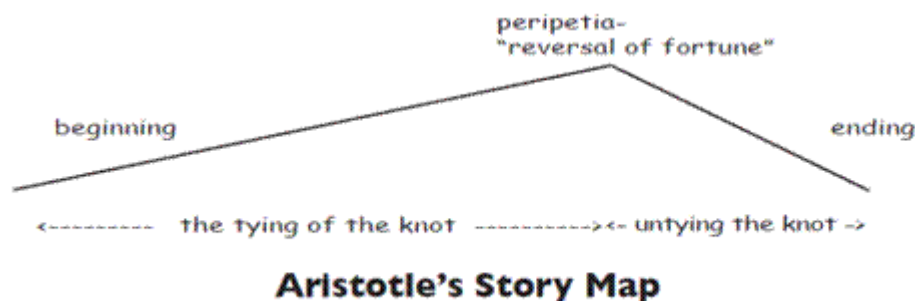 peripetia-
"reversal of fortune"
beginning
ending
<--------- the tying of the knot ----------><- untying the knot ->
Aristotle's Story Map